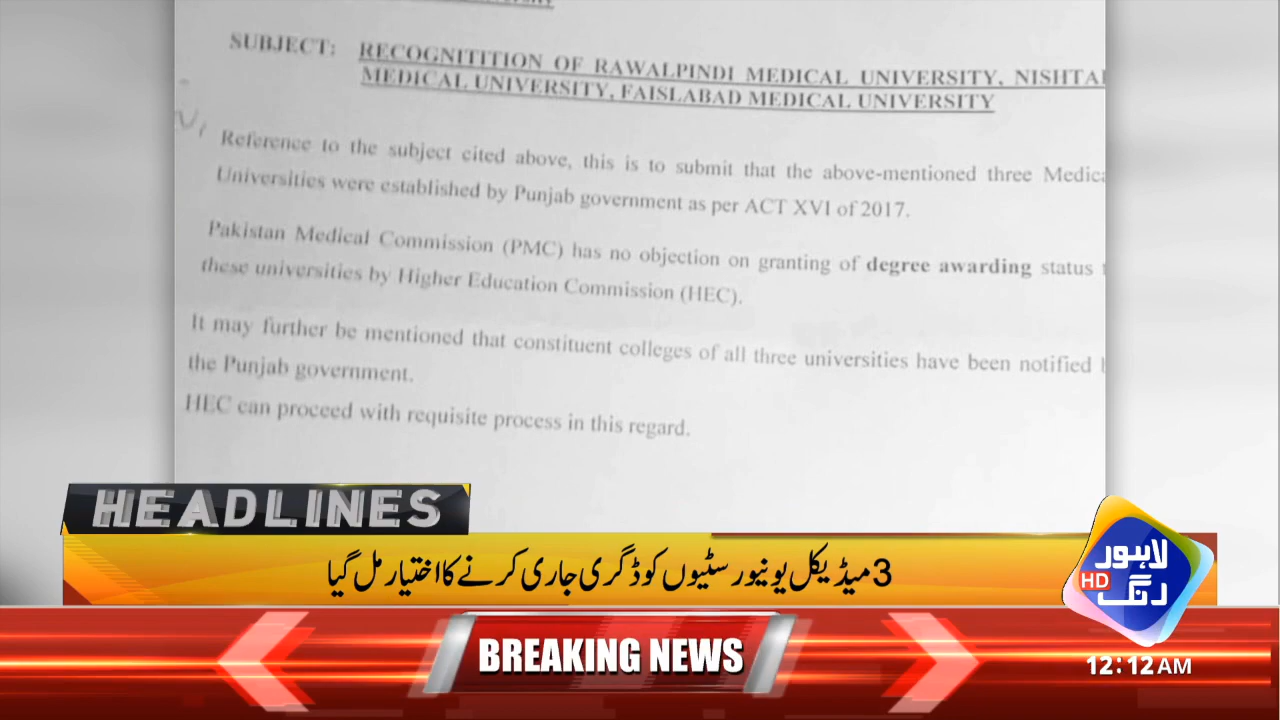 SUBJECT: RECOGNITITION OF RAWALPINDI MEDICAL UNIVERSITY, NISHTA
MEDICAL UNIVERSITY, FAISLABAD MEDICAL UNIVERSITY
Reference to the subject cited above, this is to submit that the above-mentioned three Medica
Universities were established by Punjab government as per ACT XVI of 2017.
Pakistan Medical Commission (PMC) has no objection on granting of degree awarding status
these universities by Higher Education Commission (HEC).
It may further be mentioned that constituent colleges of all three universities have been notified
the Punjab government.
HEC can proceed with requisite process in this regard.
HEADLINES
3 میڈیکل یونیورسٹیوں کو ڈگری جاری کرنے کا اختیار مل گیا
لاہور
HD رنگ
BREAKING NEWS
12:12 AM